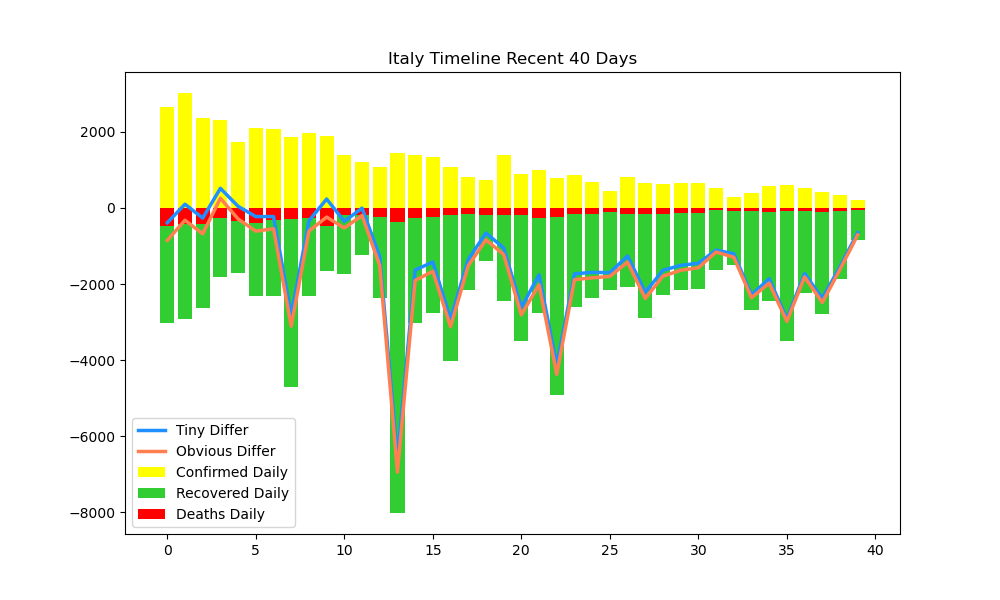 Italy Timeline Recent 40 Days
2000
0
−2000
−4000
−6000
−8000
Tiny Differ
Obvious Differ
Confirmed Daily
Recovered Daily
Deaths Daily
0 5 10 15 20 25 30 35 40